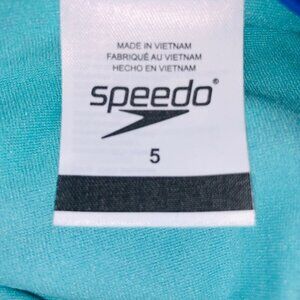 MADE IN VIETNAM
FABRIQUÉ AU VIETNAM
HECHO EN VIETNAM
speedo®
5